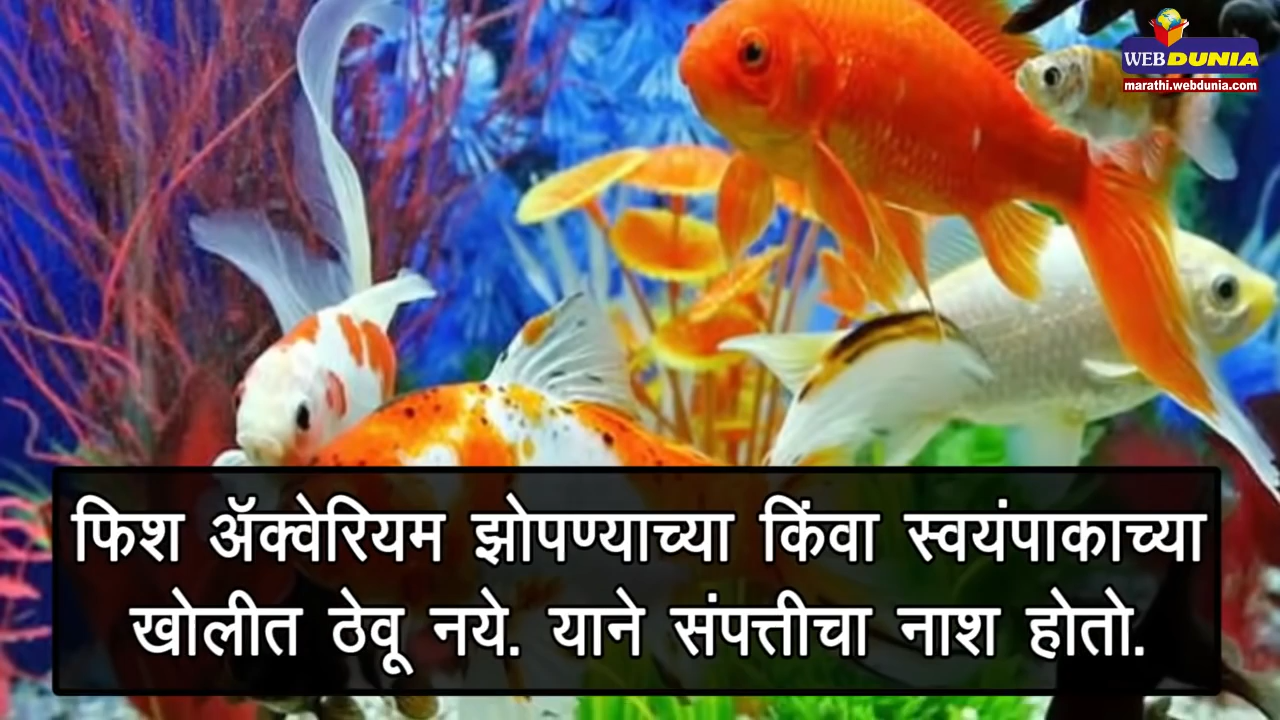 WEBDUNIA
marathi.webdunia.com
फिश ॲक्वेरियम झोपण्याच्या किंवा स्वयंपाकाच्या
खोलीत ठेवू नये. याने संपत्तीचा नाश होतो.